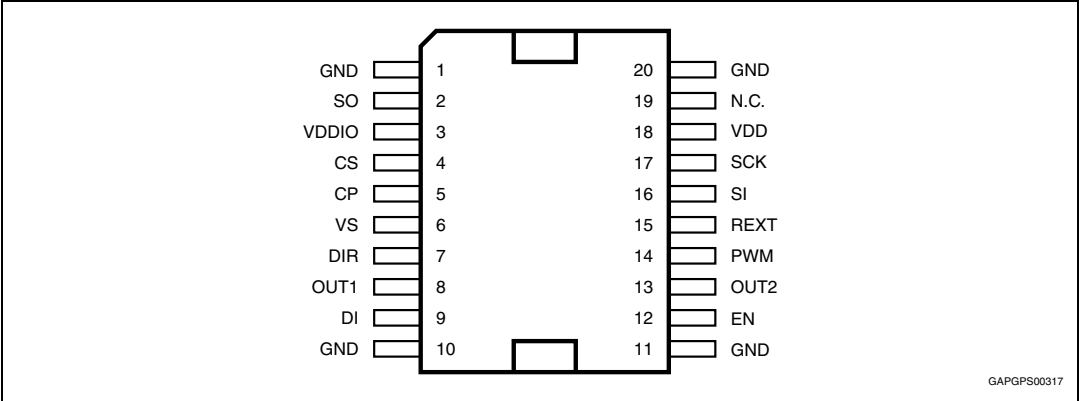 GND 1 20 GND
SO 2 19 N.C.
VDDIO 3 18 VDD
CS 4 17 SCK
CP 5 16 SI
VS 6 15 REXT
DIR 7 14 PWM
OUT1 8 13 OUT2
DI 9 12 EN
GND 10 11 GND
GAPGPS00317